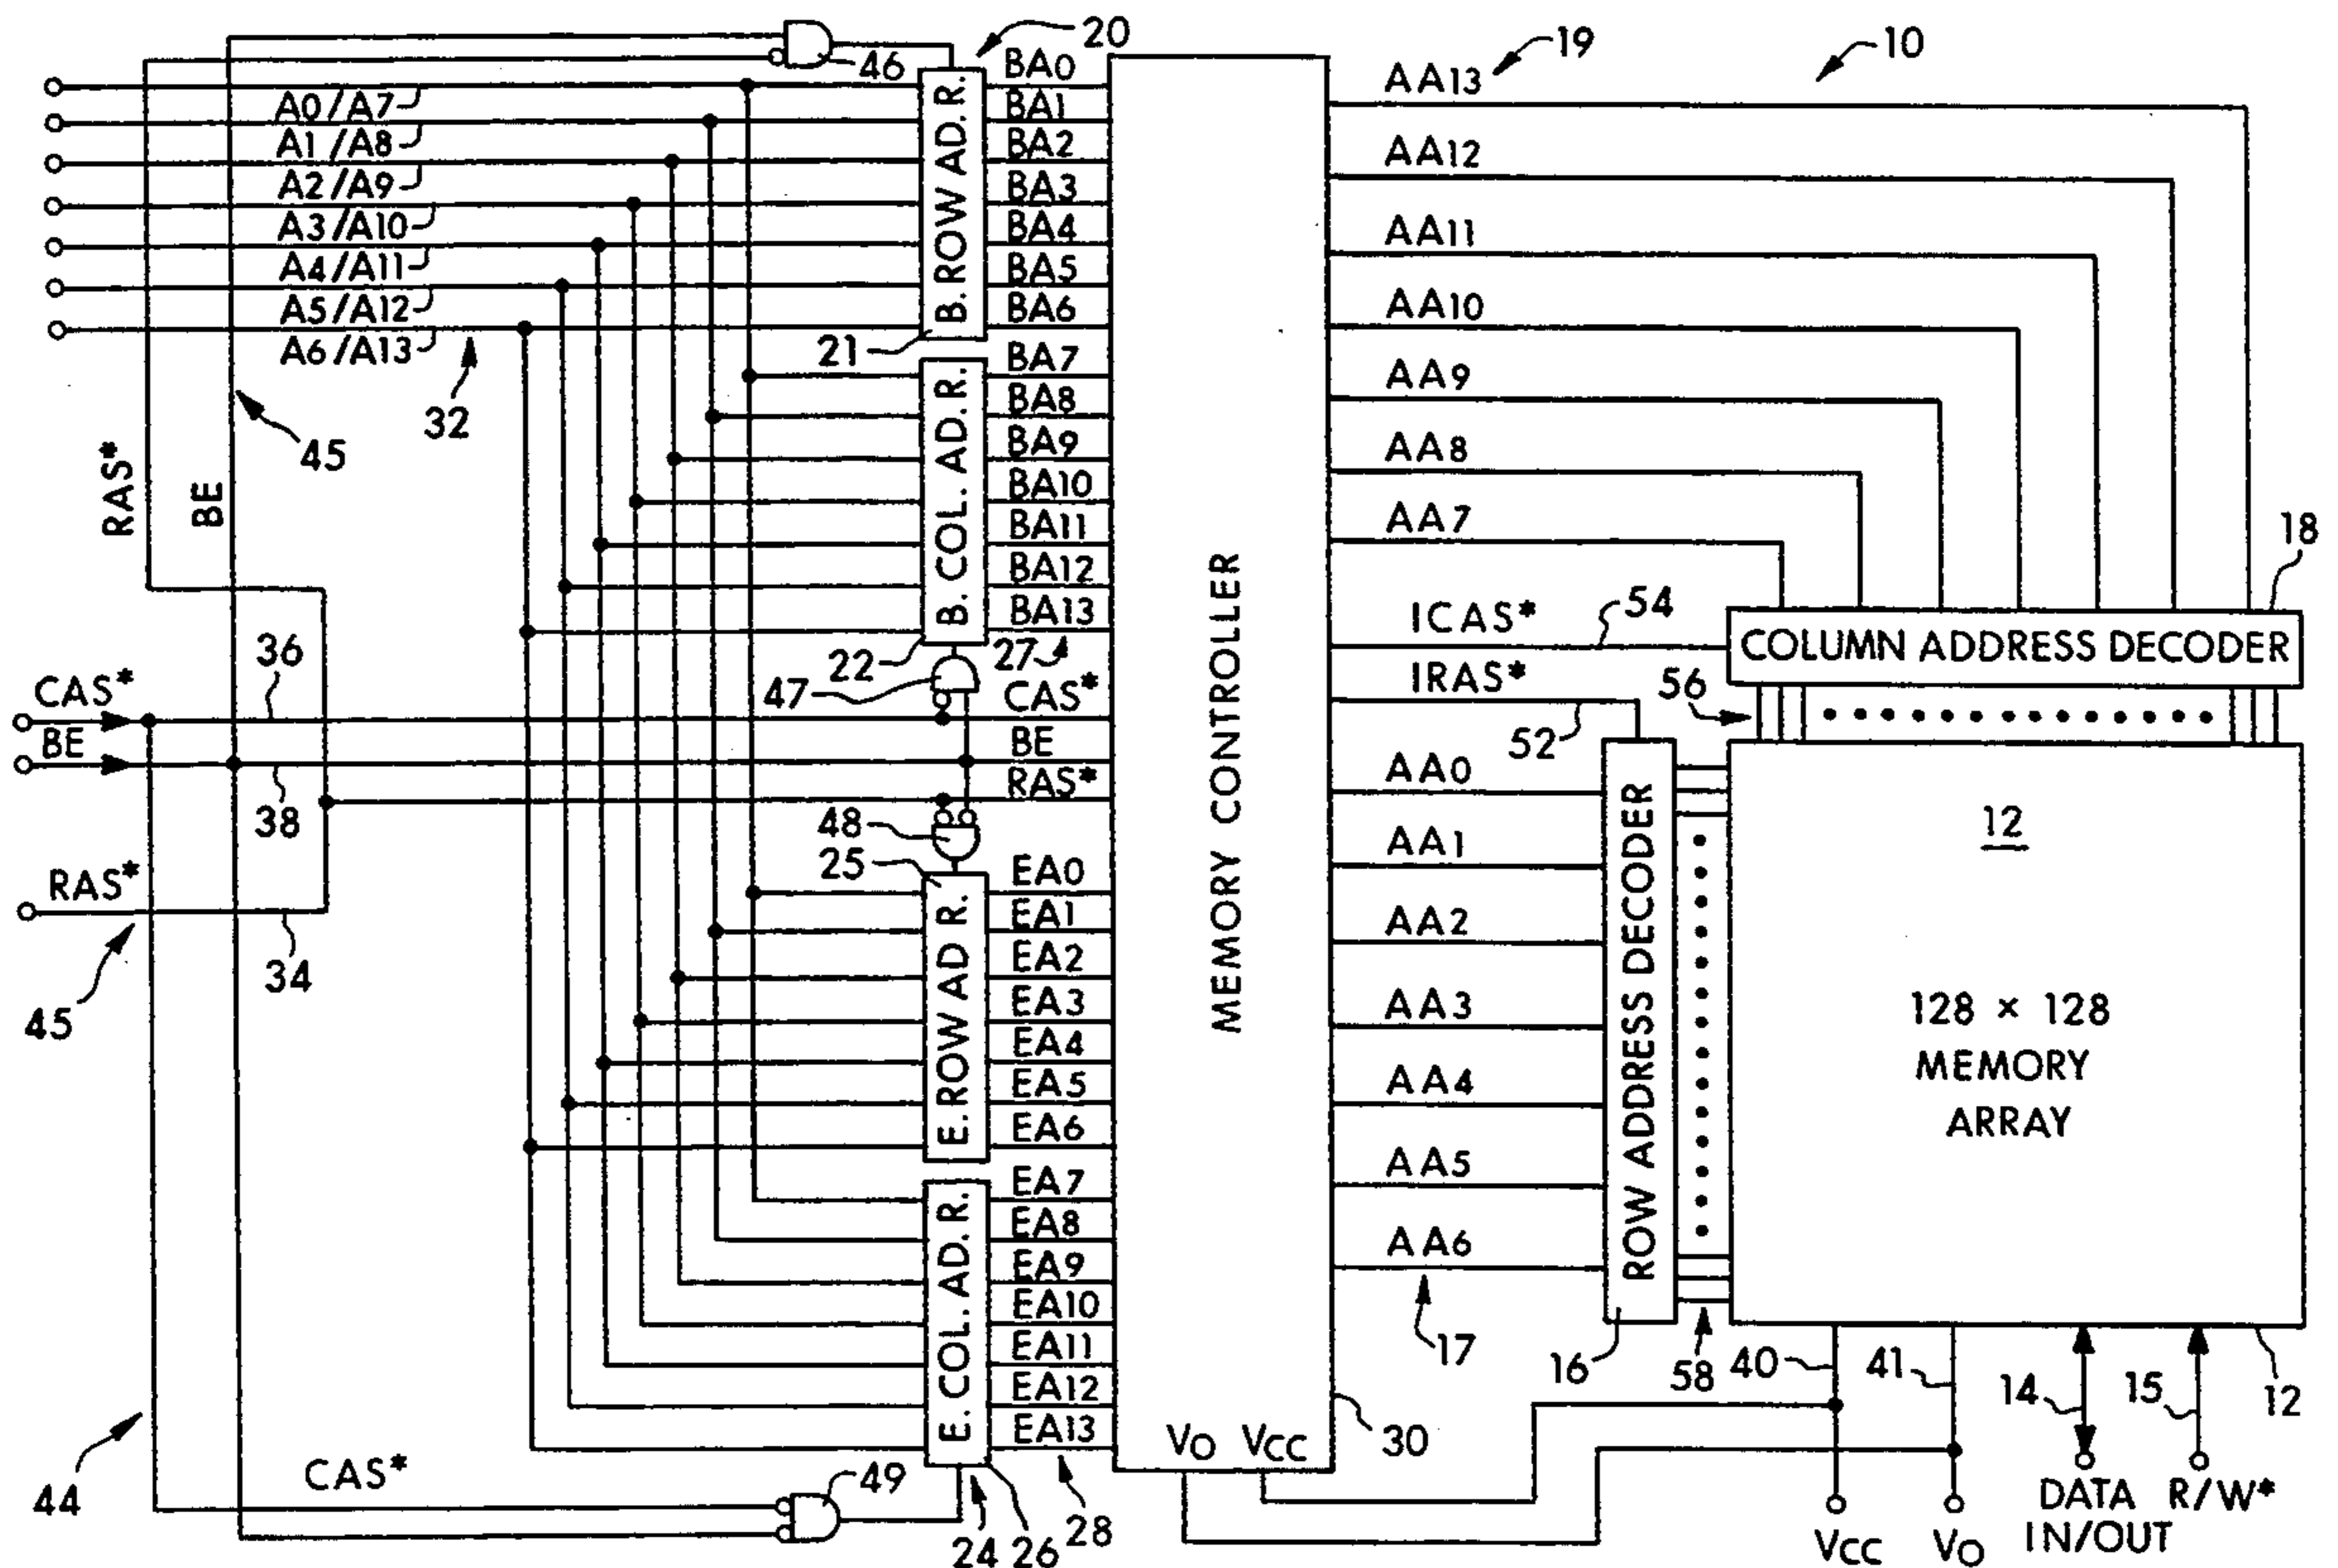 20
46
19
10
A0/A7
A1/A8
A2/A9
A3/A10
A4/A11
A5/A12
A6/A13
32
45
RAS*
BE
B. ROW AD. R.
21
BA0
BA1
BA2
BA3
BA4
BA5
BA6
B. COL. AD. R.
22
BA7
BA8
BA9
BA10
BA11
BA12
BA13
27
47
CAS*
BE
RAS*
36
CAS*
BE
38
RAS*
34
45
48
25
E. ROW AD R.
EA0
EA1
EA2
EA3
EA4
EA5
EA6
E. COL. AD. R.
EA7
EA8
EA9
EA10
EA11
EA12
EA13
44
CAS*
49
24
26
28
MEMORY CONTROLLER
VO
VCC
30
AA13
AA12
AA11
AA10
AA9
AA8
AA7
18
ICAS*
54
COLUMN ADDRESS DECODER
IRAS*
52
56
AA0
AA1
AA2
AA3
AA4
AA5
AA6
17
ROW ADDRESS DECODER
16
58
12
128 × 128
MEMORY
ARRAY
40
41
14
15
12
VCC
VO
DATA
IN/OUT
R/W*